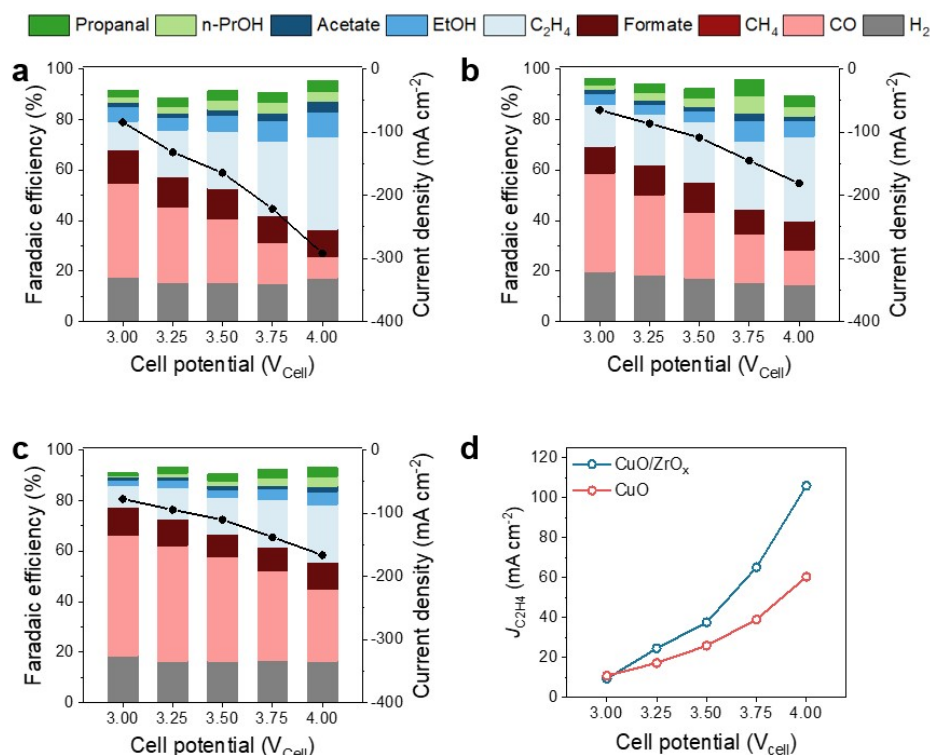 Propanal n-PrOH Acetate EtOH C₂H₄ Formate CH₄ CO H₂
a
100
80
60
40
20
0
Faradaic efficiency (%)
0
-100
-200
-300
-400
Current density (mA cm⁻²)
3.00 3.25 3.50 3.75 4.00
Cell potential (V_Cell)
b
100
80
60
40
20
0
Faradaic efficiency (%)
0
-100
-200
-300
-400
Current density (mA cm⁻²)
3.00 3.25 3.50 3.75 4.00
Cell potential (V_Cell)
c
100
80
60
40
20
0
Faradaic efficiency (%)
0
-100
-200
-300
-400
Current density (mA cm⁻²)
3.00 3.25 3.50 3.75 4.00
Cell potential (V_Cell)
d
120
100
80
60
40
20
0
J_C2H4 (mA cm⁻²)
CuO/ZrOₓ
CuO
3.00 3.25 3.50 3.75 4.00
Cell potential (V_cell)